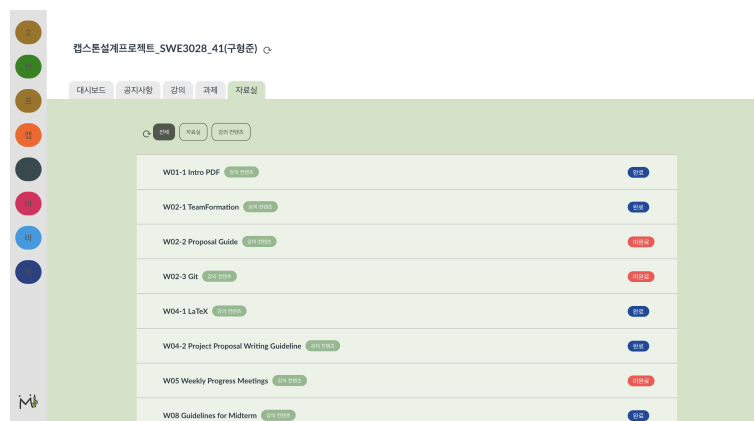 캡스톤설계프로젝트_SWE3028_41(구형준)
대시보드 공지사항 강의 과제 자료실
전체 자료실 강의 컨텐츠
W01-1 Intro PDF 강의 컨텐츠 완료
W02-1 TeamFormation 강의 컨텐츠 완료
W02-2 Proposal Guide 강의 컨텐츠 미완료
W02-3 Git 강의 컨텐츠 미완료
W04-1 LaTeX 강의 컨텐츠 완료
W04-2 Project Proposal Writing Guideline 강의 컨텐츠 완료
W05 Weekly Progress Meetings 강의 컨텐츠 미완료
W08 Guidelines for Midterm 강의 컨텐츠 완료
2
캡
바
바